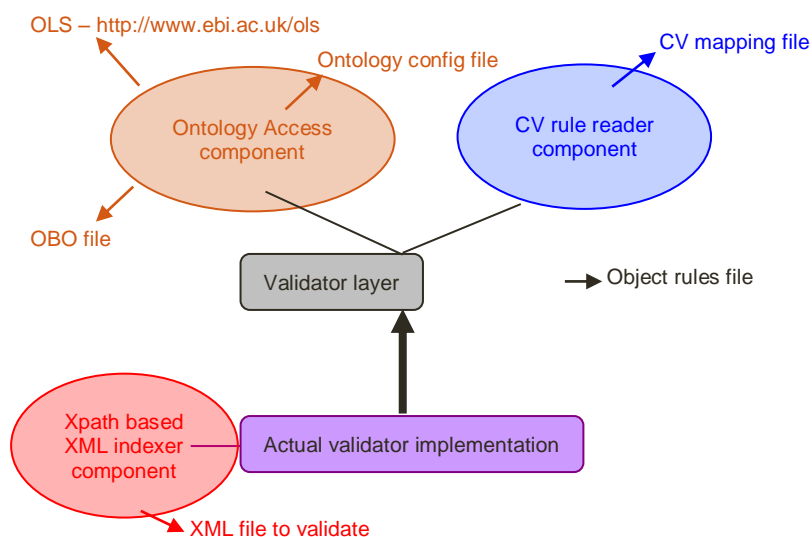 OLS – http://www.ebi.ac.uk/ols
CV mapping file
Ontology config file
Ontology Access
component
CV rule reader
component
OBO file
Validator layer
Object rules file
Xpath based
XML indexer
component
Actual validator implementation
XML file to validate